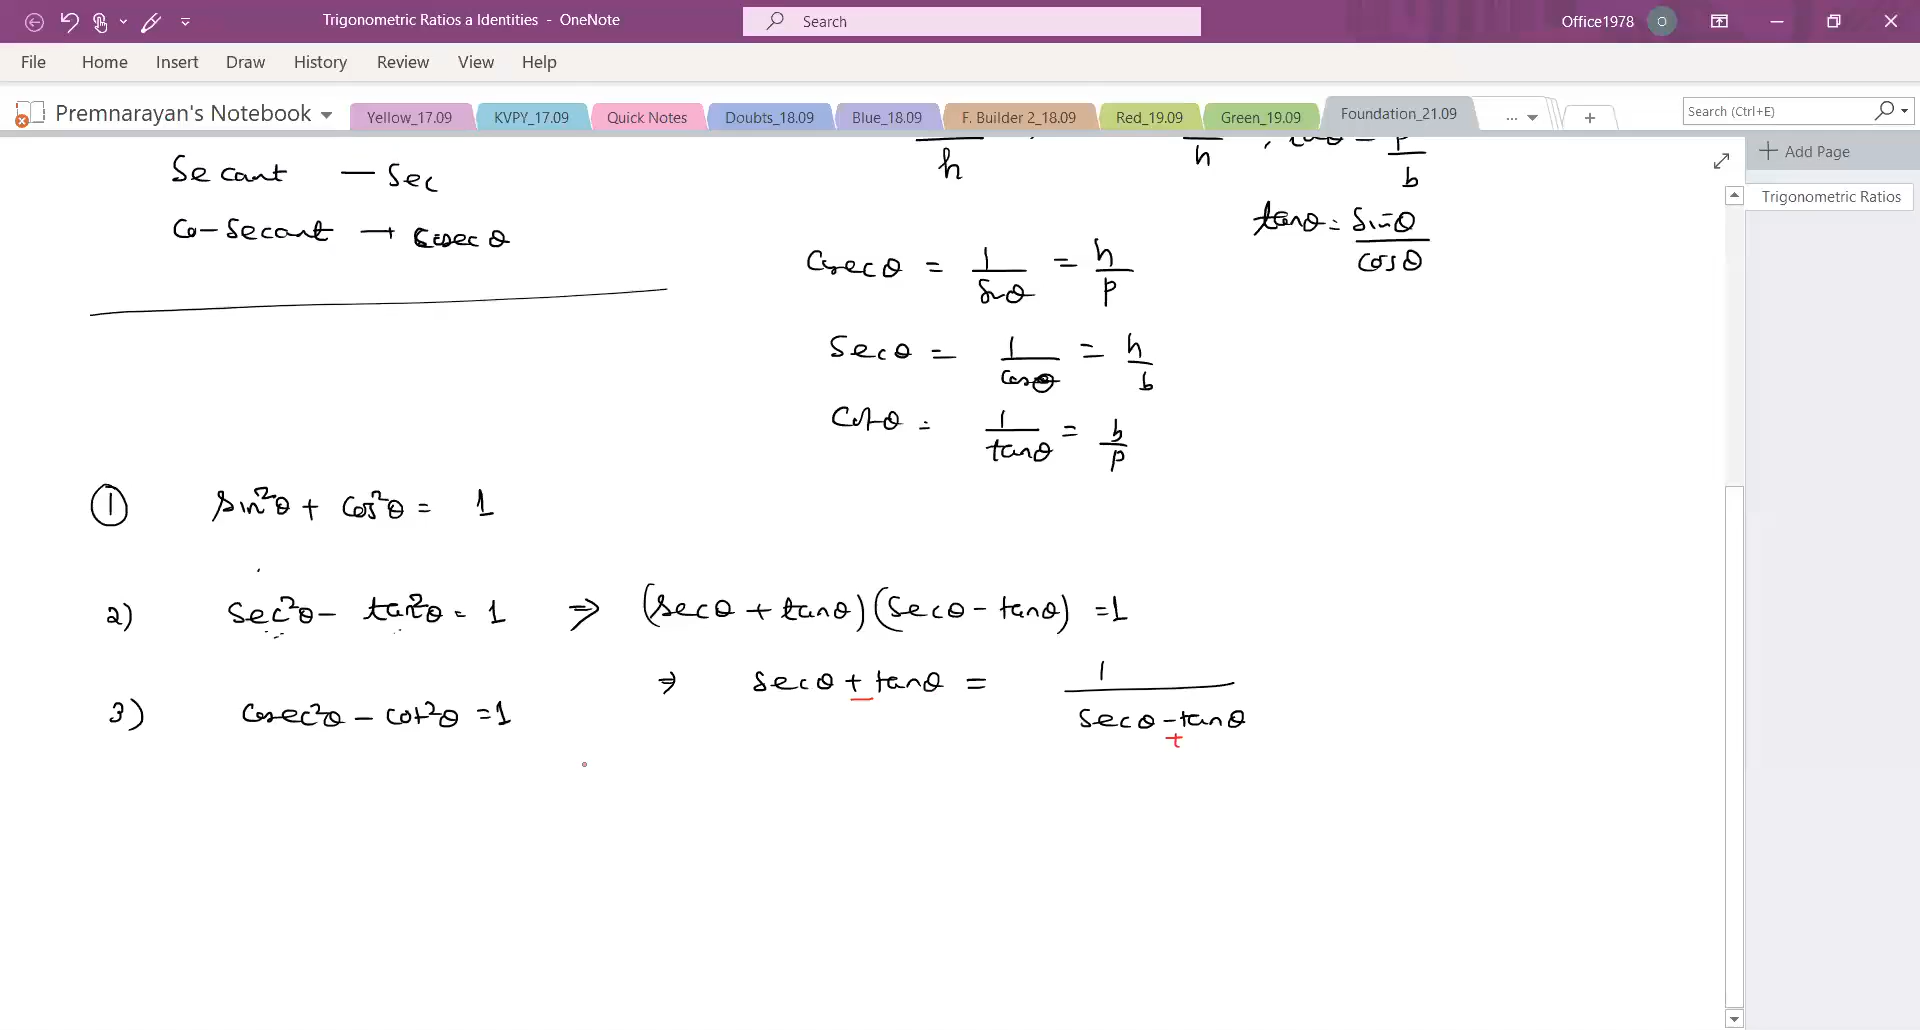 Trigonometric Ratios a Identities - OneNote
Search
Office1978 O
File Home Insert Draw History Review View Help
Premnarayan's Notebook
Yellow_17.09 KVPY_17.09 Quick Notes Doubts_18.09 Blue_18.09 F. Builder 2_18.09 Red_19.09 Green_19.09 Foundation_21.09 ... +
Search (Ctrl+E)
+ Add Page
Trigonometric Ratios
Secant — Sec
Co-Secant → Cosec θ
h
h
b
tanθ = sinθ/cosθ
Cosecθ = 1/sinθ = h/p
Secθ = 1/cosθ = h/b
Cotθ = 1/tanθ = b/p
① sin²θ + cos²θ = 1
2) sec²θ - tan²θ = 1 ⇒ (secθ + tanθ)(secθ - tanθ) = 1
⇒ secθ + tanθ = 1/(secθ - tanθ)
− +
3) cosec²θ - cot²θ = 1